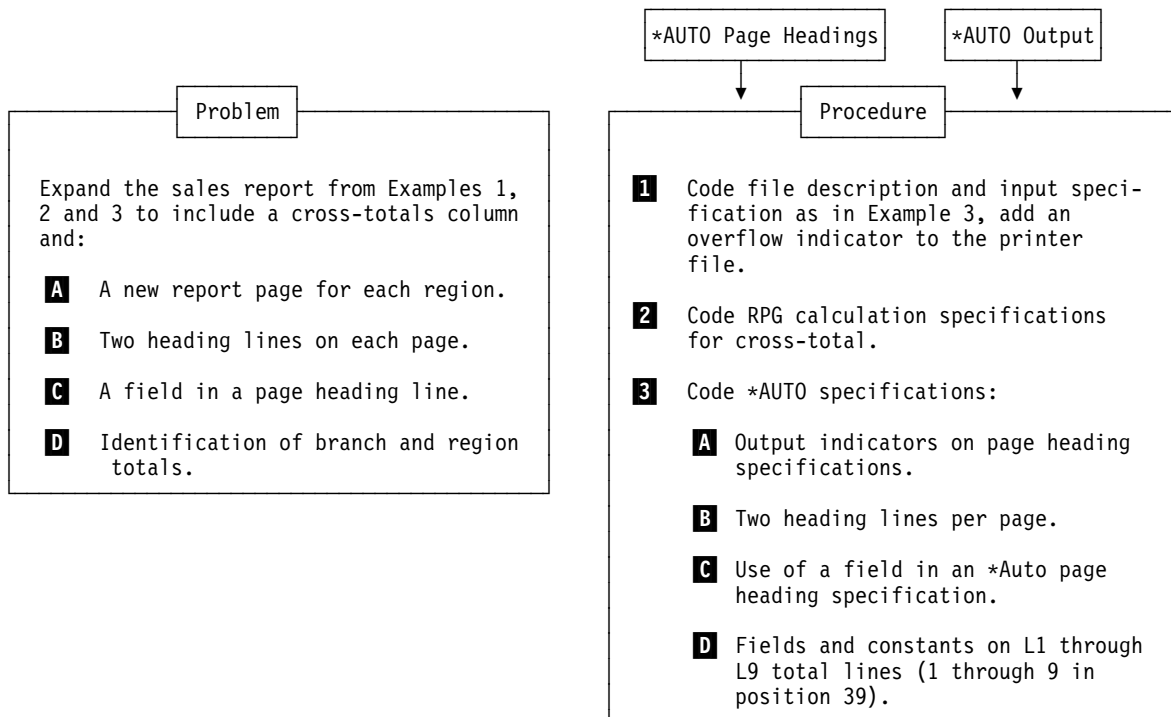 *AUTO Page Headings
*AUTO Output
Problem
Expand the sales report from Examples 1,
2 and 3 to include a cross-totals column
and:
A A new report page for each region.
B Two heading lines on each page.
C A field in a page heading line.
D Identification of branch and region
totals.
Procedure
1 Code file description and input speci-
fication as in Example 3, add an
overflow indicator to the printer
file.
2 Code RPG calculation specifications
for cross-total.
3 Code *AUTO specifications:
A Output indicators on page heading
specifications.
B Two heading lines per page.
C Use of a field in an *Auto page
heading specification.
D Fields and constants on L1 through
L9 total lines (1 through 9 in
position 39).